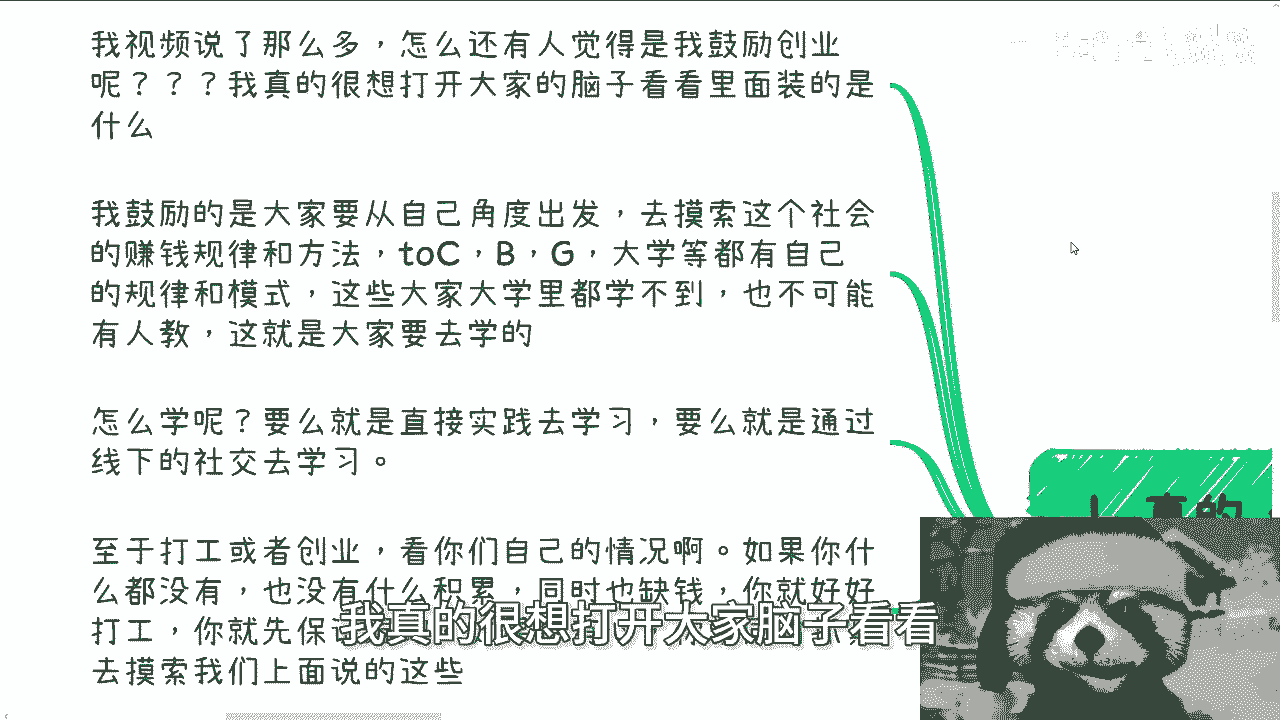 我视频说了那么多，怎么还有人觉得是我鼓励创业
呢？？？我真的很想打开大家的脑子看看里面装的是
什么
我鼓励的是大家要从自己角度出发，去摸索这个社会
的赚钱规律和方法，toC，B，G，大学等都有自己
的规律和模式，这些大家大学里都学不到，也不可能
有人教，这就是大家要去学的
怎么学呢？要么就是直接实践去学习，要么就是通过
线下的社交去学习。
至于打工或者创业，看你们自己的情况啊。如果你什
么都没有，也没有什么积累，同时也缺钱，你就好好
打工，你就先保
去摸索我们上面说的这些
真的
我真的很想打开大家脑子看看